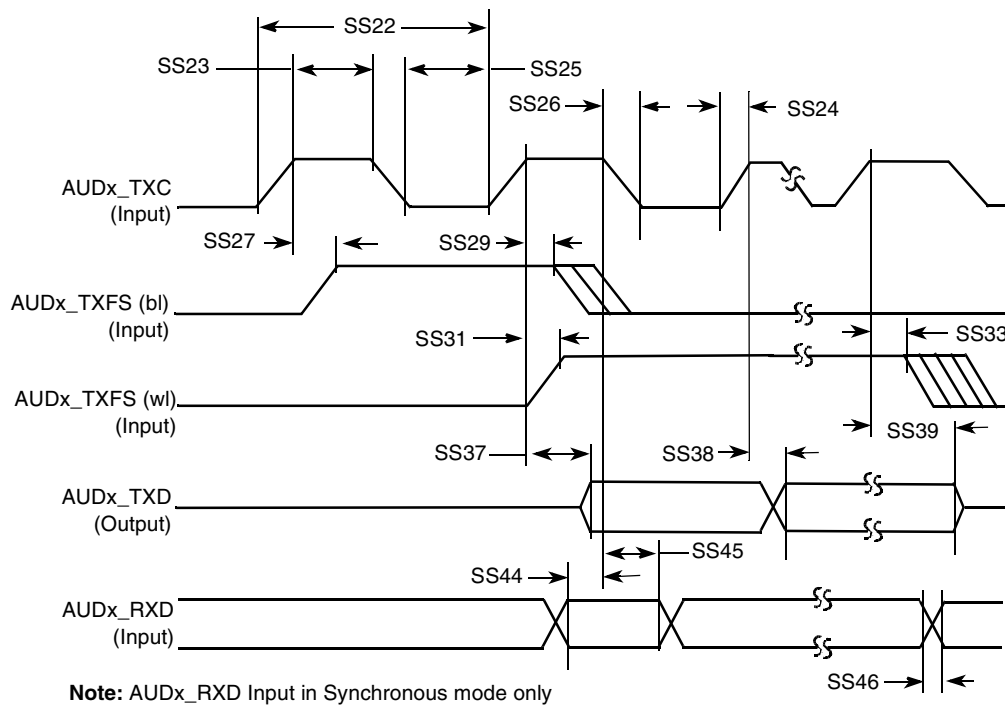 SS22
SS23
SS25
SS26
SS24
AUDx_TXC
(Input)
SS27
SS29
AUDx_TXFS (bl)
(Input)
SS31
SS33
AUDx_TXFS (wl)
(Input)
SS39
SS37
SS38
AUDx_TXD
(Output)
SS45
SS44
AUDx_RXD
(Input)
SS46
Note: AUDx_RXD Input in Synchronous mode only